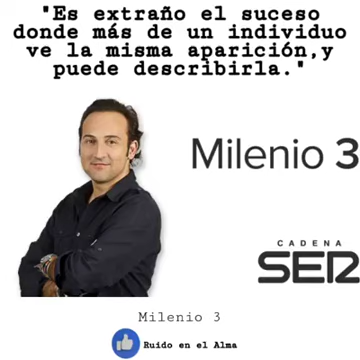 "Es extraño el suceso
donde más de un individuo
ve la misma aparición,y
puede describirla."
Milenio 3
CADENA
SER
Milenio 3
Ruido en el Alma